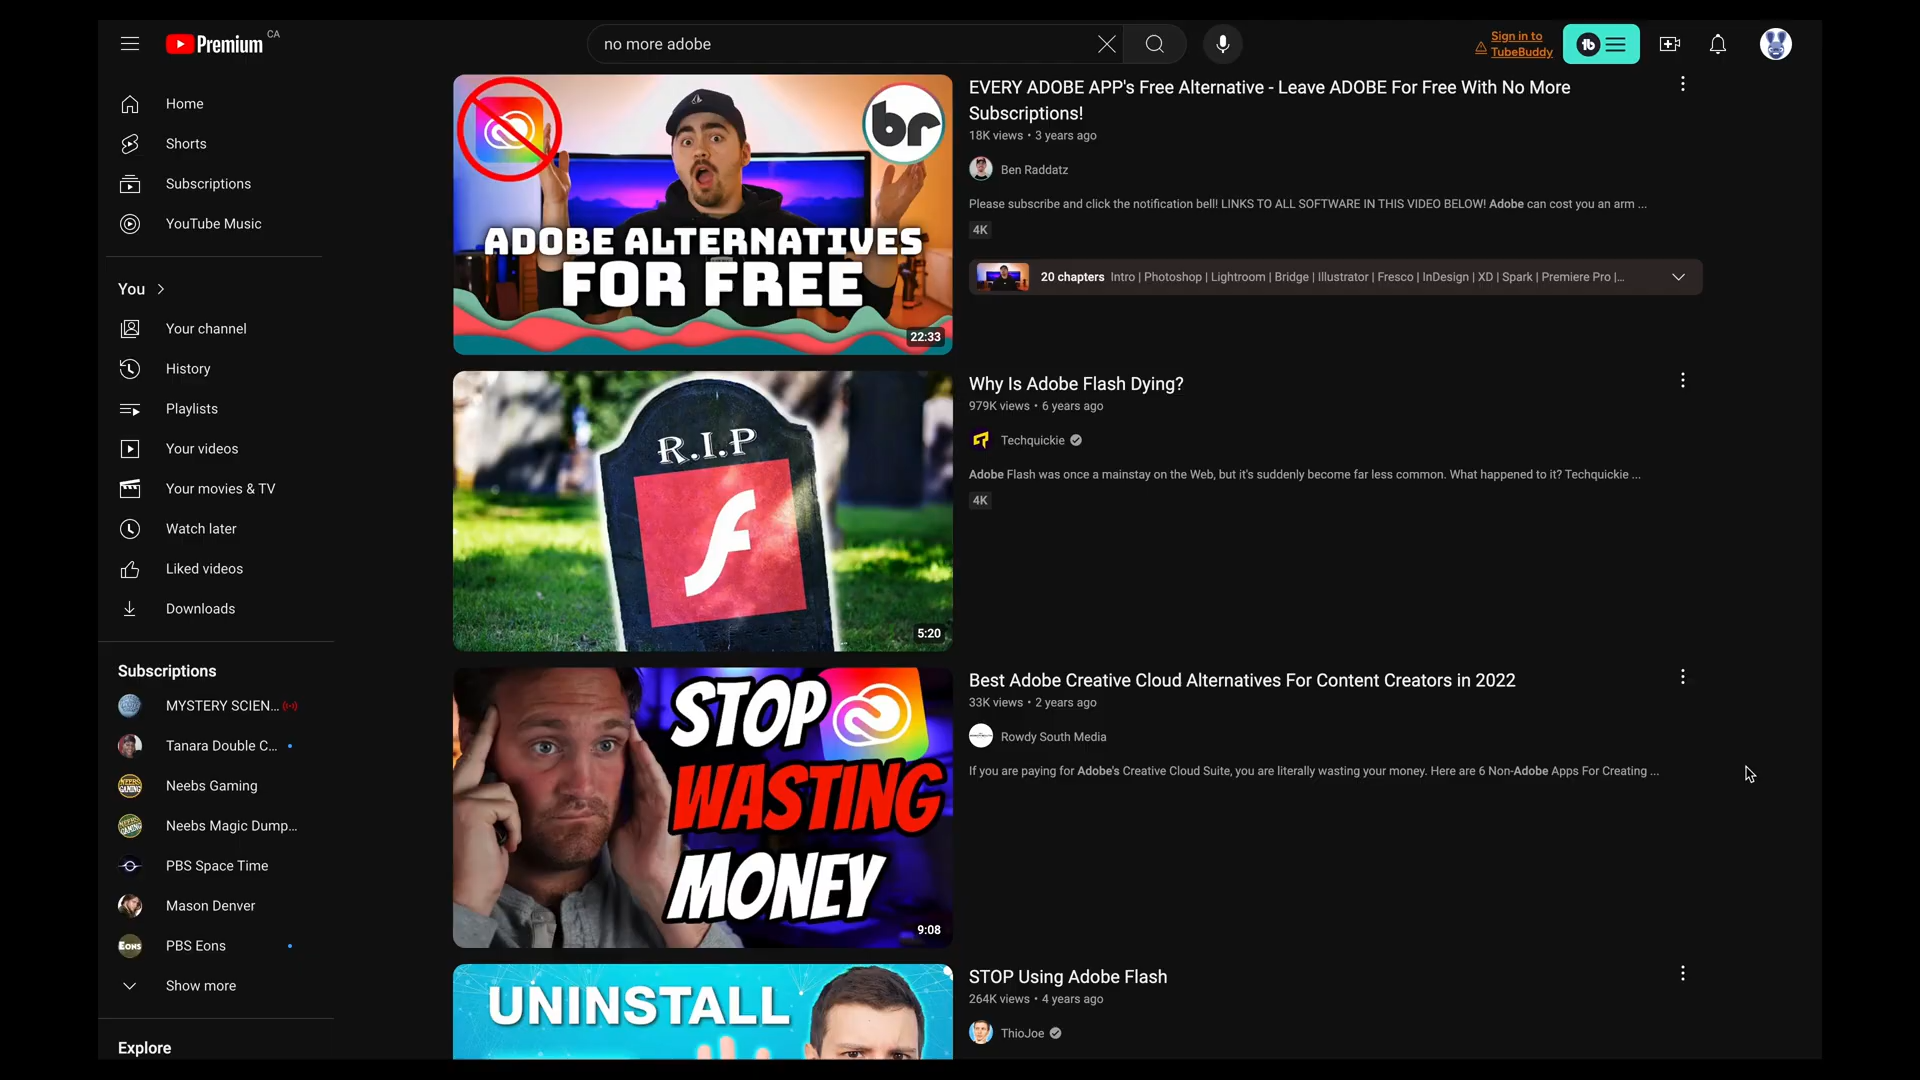 Premium CA
no more adobe
Sign in to
TubeBuddy
tb
Home
Shorts
Subscriptions
YouTube Music
You
Your channel
History
Playlists
Your videos
Your movies & TV
Watch later
Liked videos
Downloads
Subscriptions
MYSTERY SCIEN...
Tanara Double C...
Neebs Gaming
Neebs Magic Dump...
PBS Space Time
Mason Denver
EONS
PBS Eons
Show more
Explore
br
ADOBE ALTERNATIVES
FOR FREE
22:33
EVERY ADOBE APP's Free Alternative - Leave ADOBE For Free With No More
Subscriptions!
18K views • 3 years ago
Ben Raddatz
Please subscribe and click the notification bell! LINKS TO ALL SOFTWARE IN THIS VIDEO BELOW! Adobe can cost you an arm ...
4K
20 chapters Intro | Photoshop | Lightroom | Bridge | Illustrator | Fresco | InDesign | XD | Spark | Premiere Pro |...
R.I.P
5:20
Why Is Adobe Flash Dying?
979K views • 6 years ago
Techquickie
Adobe Flash was once a mainstay on the Web, but it's suddenly become far less common. What happened to it? Techquickie ...
4K
STOP
WASTING
MONEY
9:08
Best Adobe Creative Cloud Alternatives For Content Creators in 2022
33K views • 2 years ago
Rowdy South Media
If you are paying for Adobe's Creative Cloud Suite, you are literally wasting your money. Here are 6 Non-Adobe Apps For Creating ...
UNINSTALL
STOP Using Adobe Flash
264K views • 4 years ago
ThioJoe